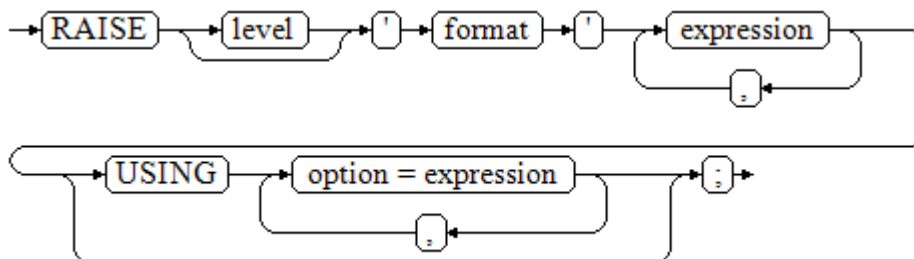 RAISE level ' format ' expression
,
USING option = expression ;
,